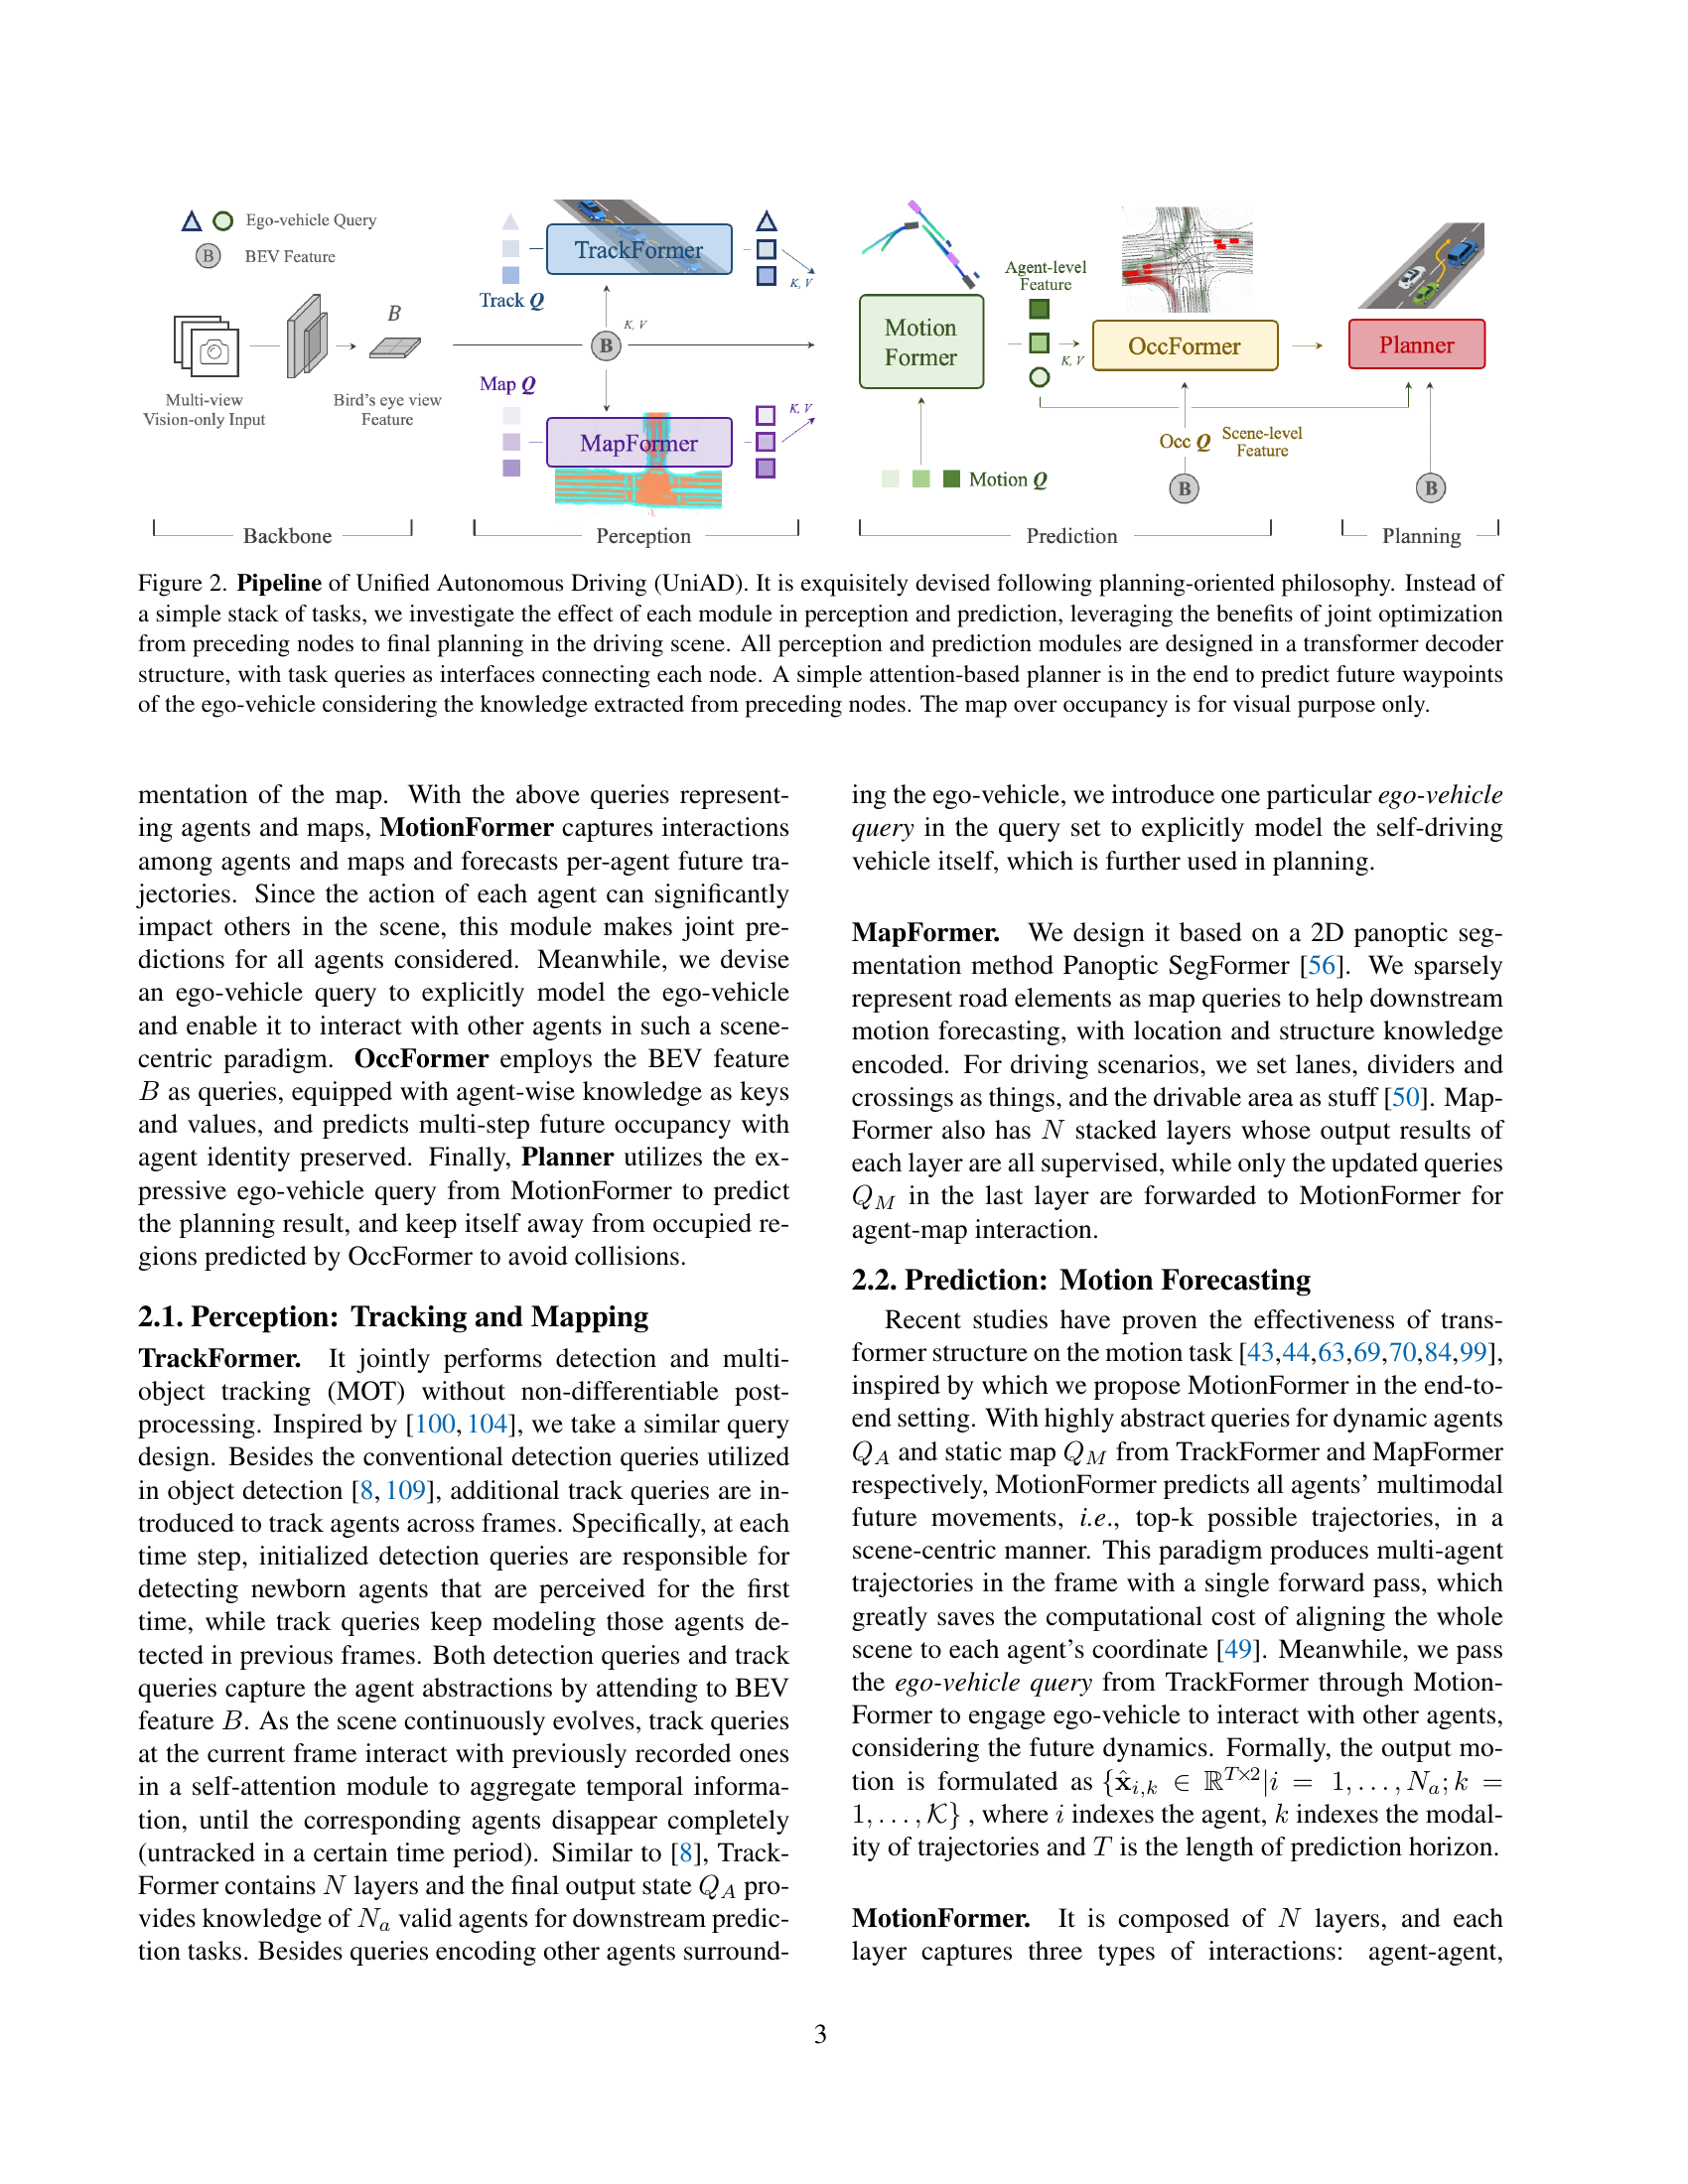 Ego-vehicle Query
B BEV Feature
Multi-view
Vision-only Input
B
Bird's eye view
Feature
Backbone
TrackFormer
Track Q
K, V
K, V
B
Map Q
MapFormer
K, V
Perception
Motion
Former
Motion Q
Agent-level
Feature
K, V
OccFormer
Occ Q Scene-level
Feature
B
Prediction
Planner
B
Planning
Figure 2. Pipeline of Unified Autonomous Driving (UniAD). It is exquisitely devised following planning-oriented philosophy. Instead of
a simple stack of tasks, we investigate the effect of each module in perception and prediction, leveraging the benefits of joint optimization
from preceding nodes to final planning in the driving scene. All perception and prediction modules are designed in a transformer decoder
structure, with task queries as interfaces connecting each node. A simple attention-based planner is in the end to predict future waypoints
of the ego-vehicle considering the knowledge extracted from preceding nodes. The map over occupancy is for visual purpose only.
mentation of the map. With the above queries represent-
ing agents and maps, MotionFormer captures interactions
among agents and maps and forecasts per-agent future tra-
jectories. Since the action of each agent can significantly
impact others in the scene, this module makes joint pre-
dictions for all agents considered. Meanwhile, we devise
an ego-vehicle query to explicitly model the ego-vehicle
and enable it to interact with other agents in such a scene-
centric paradigm. OccFormer employs the BEV feature
B as queries, equipped with agent-wise knowledge as keys
and values, and predicts multi-step future occupancy with
agent identity preserved. Finally, Planner utilizes the ex-
pressive ego-vehicle query from MotionFormer to predict
the planning result, and keep itself away from occupied re-
gions predicted by OccFormer to avoid collisions.
2.1. Perception: Tracking and Mapping
TrackFormer. It jointly performs detection and multi-
object tracking (MOT) without non-differentiable post-
processing. Inspired by [100, 104], we take a similar query
design. Besides the conventional detection queries utilized
in object detection [8, 109], additional track queries are in-
troduced to track agents across frames. Specifically, at each
time step, initialized detection queries are responsible for
detecting newborn agents that are perceived for the first
time, while track queries keep modeling those agents de-
tected in previous frames. Both detection queries and track
queries capture the agent abstractions by attending to BEV
feature B. As the scene continuously evolves, track queries
at the current frame interact with previously recorded ones
in a self-attention module to aggregate temporal informa-
tion, until the corresponding agents disappear completely
(untracked in a certain time period). Similar to [8], Track-
Former contains N layers and the final output state Q_A pro-
vides knowledge of N_a valid agents for downstream predic-
tion tasks. Besides queries encoding other agents surround-
ing the ego-vehicle, we introduce one particular ego-vehicle
query in the query set to explicitly model the self-driving
vehicle itself, which is further used in planning.
MapFormer. We design it based on a 2D panoptic seg-
mentation method Panoptic SegFormer [56]. We sparsely
represent road elements as map queries to help downstream
motion forecasting, with location and structure knowledge
encoded. For driving scenarios, we set lanes, dividers and
crossings as things, and the drivable area as stuff [50]. Map-
Former also has N stacked layers whose output results of
each layer are all supervised, while only the updated queries
Q_M in the last layer are forwarded to MotionFormer for
agent-map interaction.
2.2. Prediction: Motion Forecasting
Recent studies have proven the effectiveness of trans-
former structure on the motion task [43,44,63,69,70,84,99],
inspired by which we propose MotionFormer in the end-to-
end setting. With highly abstract queries for dynamic agents
Q_A and static map Q_M from TrackFormer and MapFormer
respectively, MotionFormer predicts all agents' multimodal
future movements, i.e., top-k possible trajectories, in a
scene-centric manner. This paradigm produces multi-agent
trajectories in the frame with a single forward pass, which
greatly saves the computational cost of aligning the whole
scene to each agent's coordinate [49]. Meanwhile, we pass
the ego-vehicle query from TrackFormer through Motion-
Former to engage ego-vehicle to interact with other agents,
considering the future dynamics. Formally, the output mo-
tion is formulated as {x̂_{i,k} ∈ ℝ^{T×2}|i = 1, . . . , N_a; k =
1, . . . , 𝒦} , where i indexes the agent, k indexes the modal-
ity of trajectories and T is the length of prediction horizon.
MotionFormer. It is composed of N layers, and each
layer captures three types of interactions: agent-agent,
3